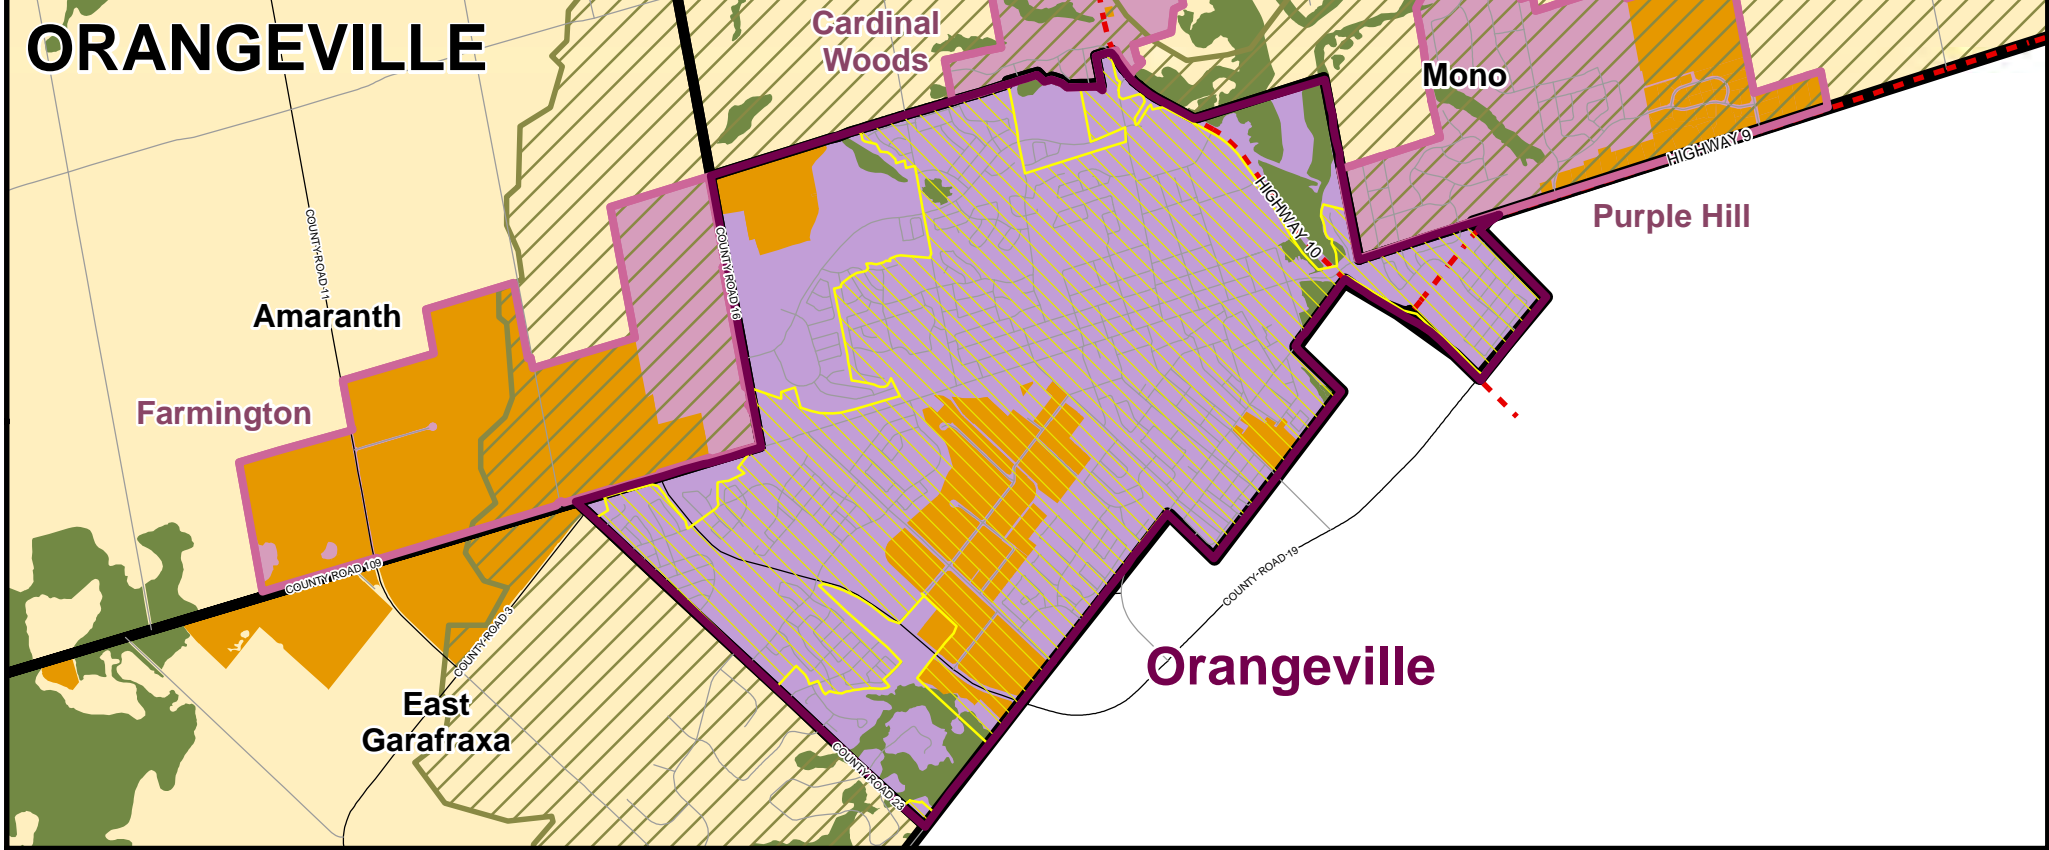 ORANGEVILLE
Cardinal
Woods
Mono
HIGHWAY 9
Purple Hill
HIGHWAY 10
COUNTY-ROAD-11
COUNTY ROAD 16
Amaranth
Farmington
COUNTY ROAD 109
COUNTY-ROAD 3
COUNTY-ROAD-19
Orangeville
East
Garafraxa
COUNTY ROAD 23